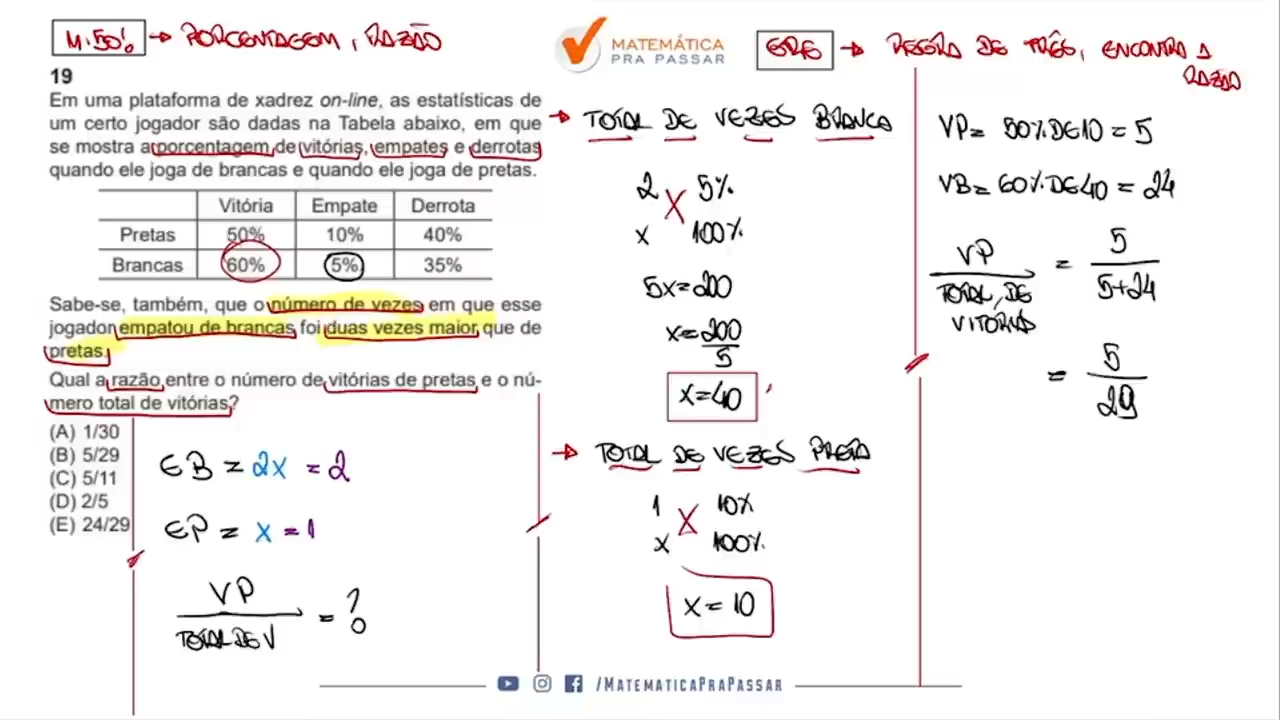 M.50% → PORCENTAGEM, RAZÃO
MATEMÁTICA
PRA PASSAR
GRE → REGRA DE TRÊS, ENCONTRA A
RAZÃO
19
Em uma plataforma de xadrez on-line, as estatísticas de
um certo jogador são dadas na Tabela abaixo, em que
se mostra a porcentagem de vitórias, empates e derrotas
quando ele joga de brancas e quando ele joga de pretas.
Vitória Empate Derrota
Pretas 50% 10% 40%
Brancas 60% 5% 35%
Sabe-se, também, que o número de vezes em que esse
jogador empatou de brancas foi duas vezes maior que de
pretas.
Qual a razão entre o número de vitórias de pretas e o nú-
mero total de vitórias?
(A) 1/30
(B) 5/29
(C) 5/11
(D) 2/5
(E) 24/29
EB = 2x = 2
EP = x = 1
VP
TOTAL DE V
= ?
→ TOTAL DE VEZES BRANCA
2 5%
x 100%
5x=200
x=200
5
x=40
→ TOTAL DE VEZES PRETA
1 10%
x 100%
x = 10
VP= 50% DE 10 = 5
VB= 60% DE 40 = 24
VP
TOTAL DE
VITÓRIAS
= 5
5+24
= 5
29
/MATEMATICAPRAPASSAR